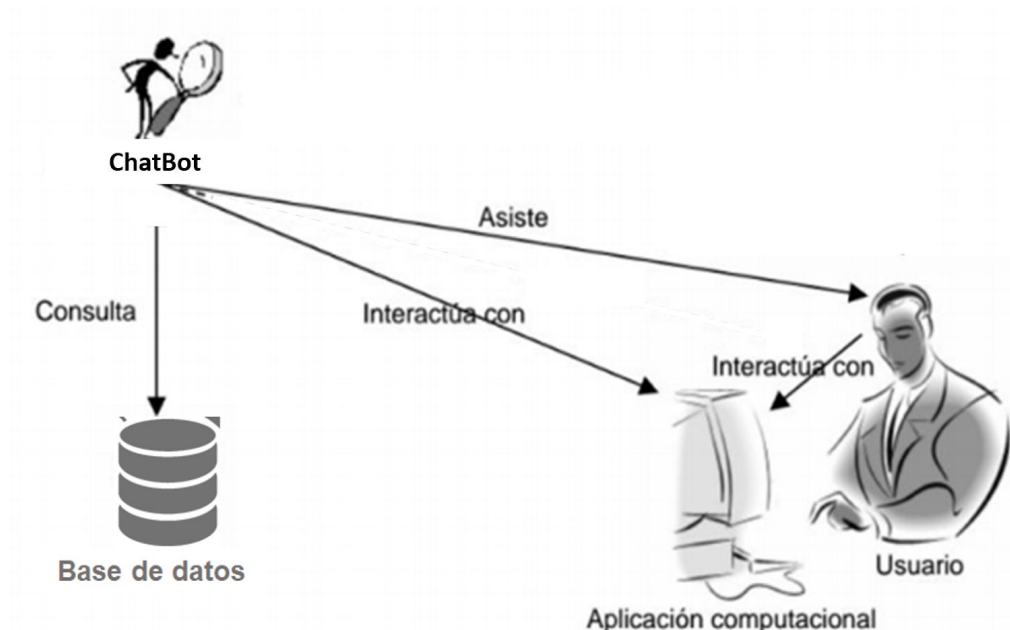 ChatBot
Asiste
Consulta
Interactúa con
Interactúa con
Base de datos
Usuario
Aplicación computacional